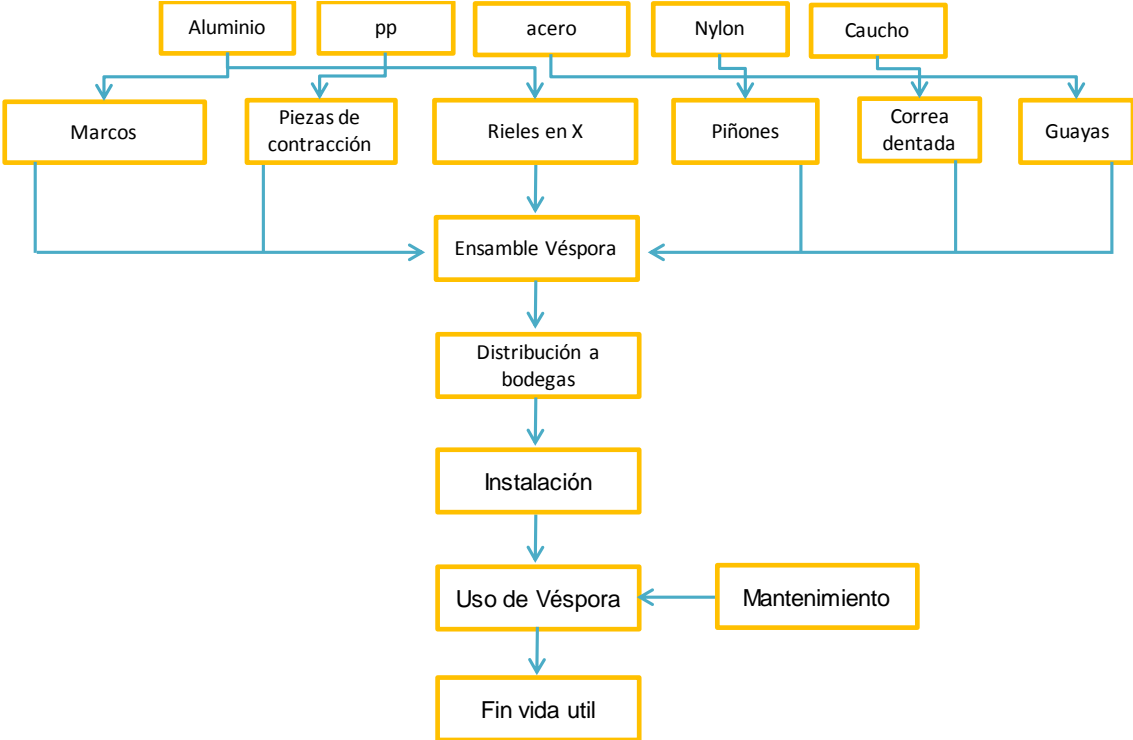 Aluminio
pp
acero
Nylon
Caucho
Marcos
Piezas de
contracción
Rieles en X
Piñones
Correa
dentada
Guayas
Ensamble Véspora
Distribución a
bodegas
Instalación
Uso de Véspora
Mantenimiento
Fin vida util